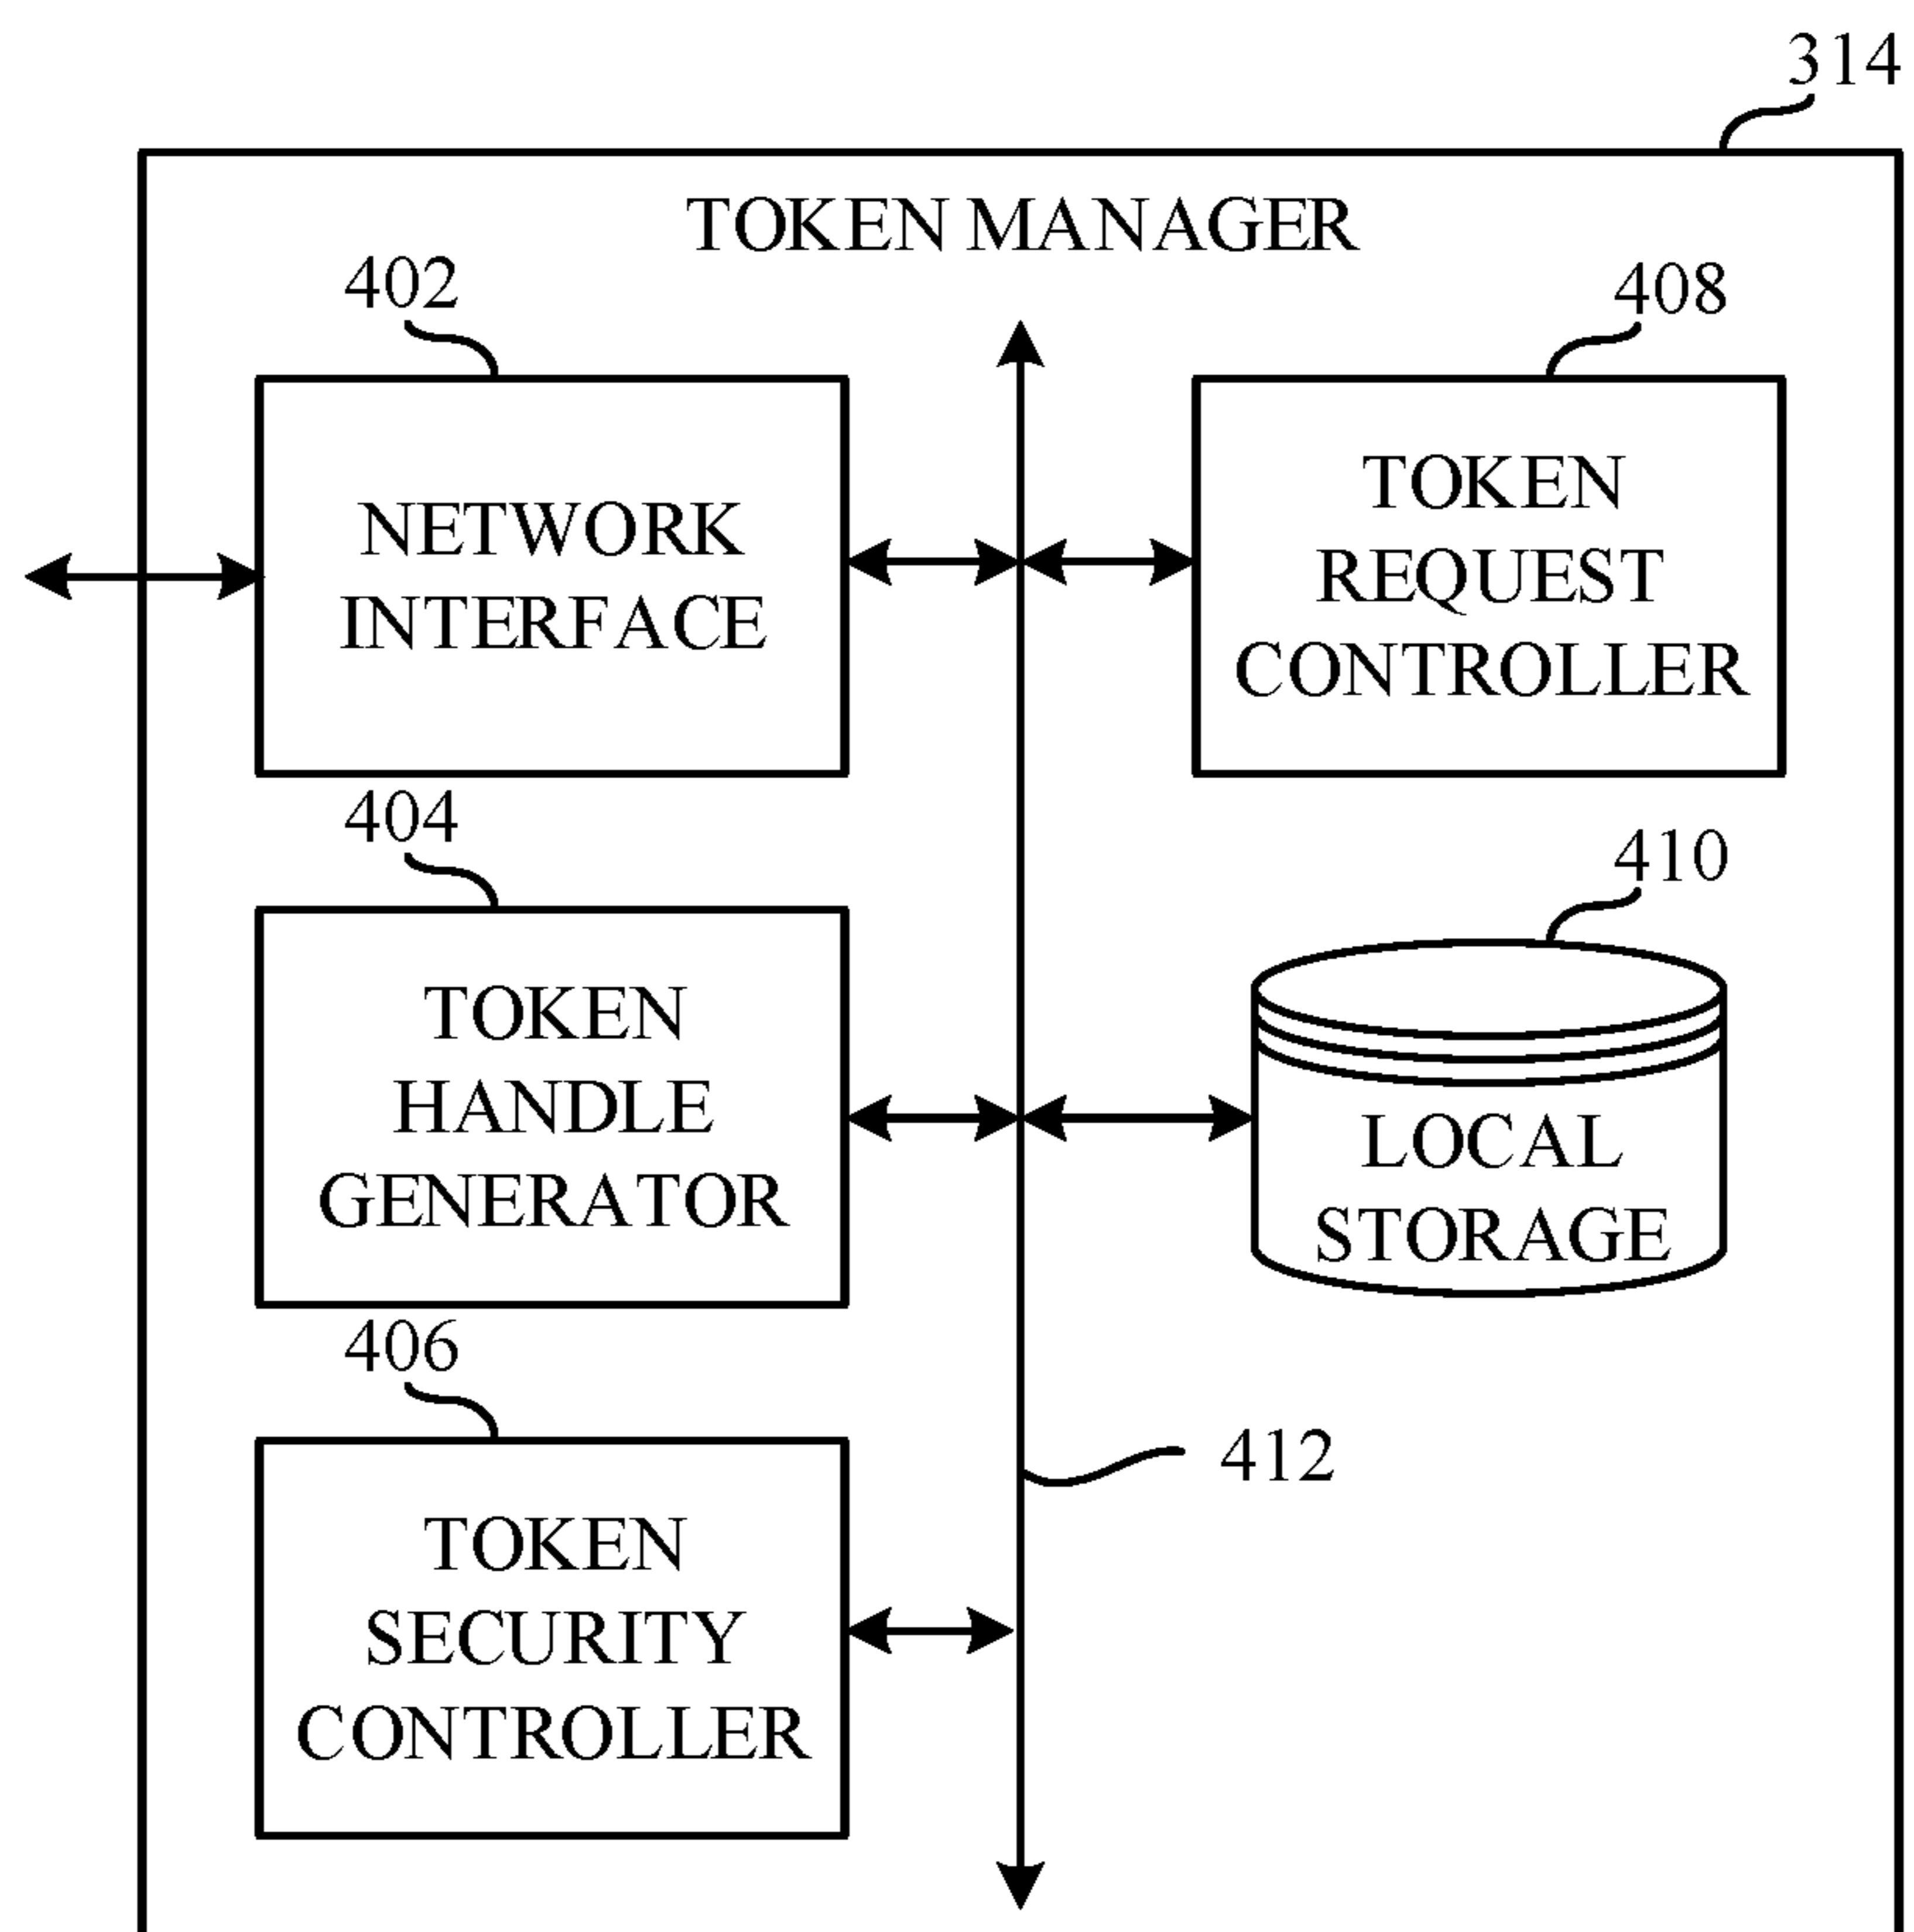 314
TOKEN MANAGER
402
408
NETWORK
INTERFACE
TOKEN
REQUEST
CONTROLLER
404
410
TOKEN
HANDLE
GENERATOR
LOCAL
STORAGE
406
412
TOKEN
SECURITY
CONTROLLER